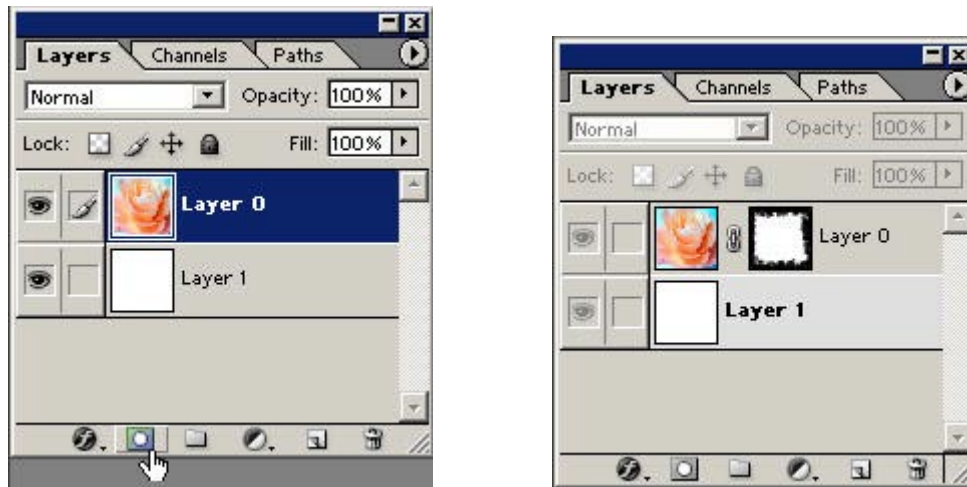 Layers Channels Paths
Normal Opacity: 100%
Lock: Fill: 100%
Layer 0
Layer 1
Layers Channels Paths
Normal Opacity: 100%
Lock: Fill: 100%
Layer 0
Layer 1